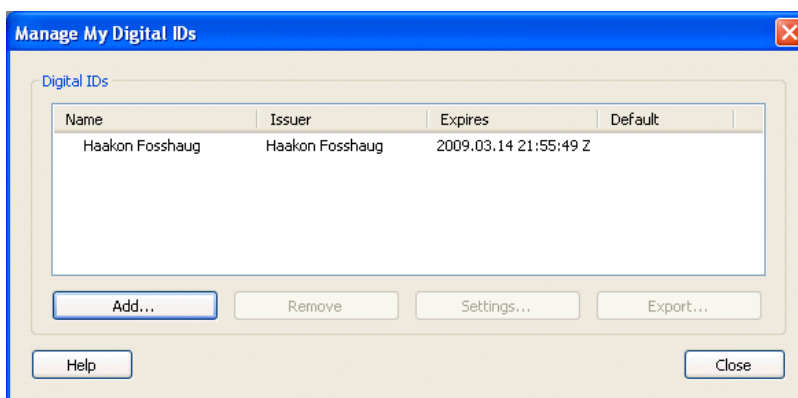 Manage My Digital IDs
Digital IDs
Name Issuer Expires Default
Haakon Fosshaug Haakon Fosshaug 2009.03.14 21:55:49 Z
Add... Remove Settings... Export...
Help Close